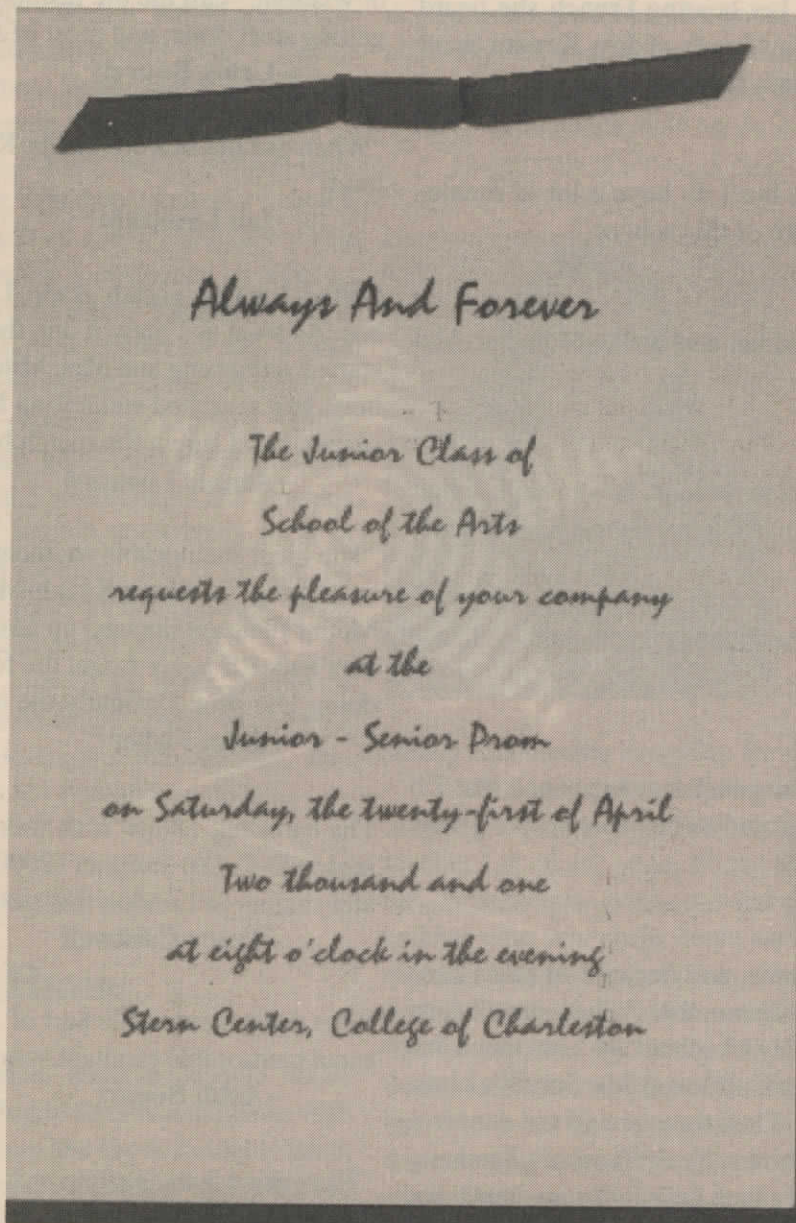 Always And Forever
The Junior Class of
School of the Arts
requests the pleasure of your company
at the
Junior - Senior Prom
on Saturday, the twenty-first of April
Two thousand and one
at eight o'clock in the evening
Stern Center, College of Charleston